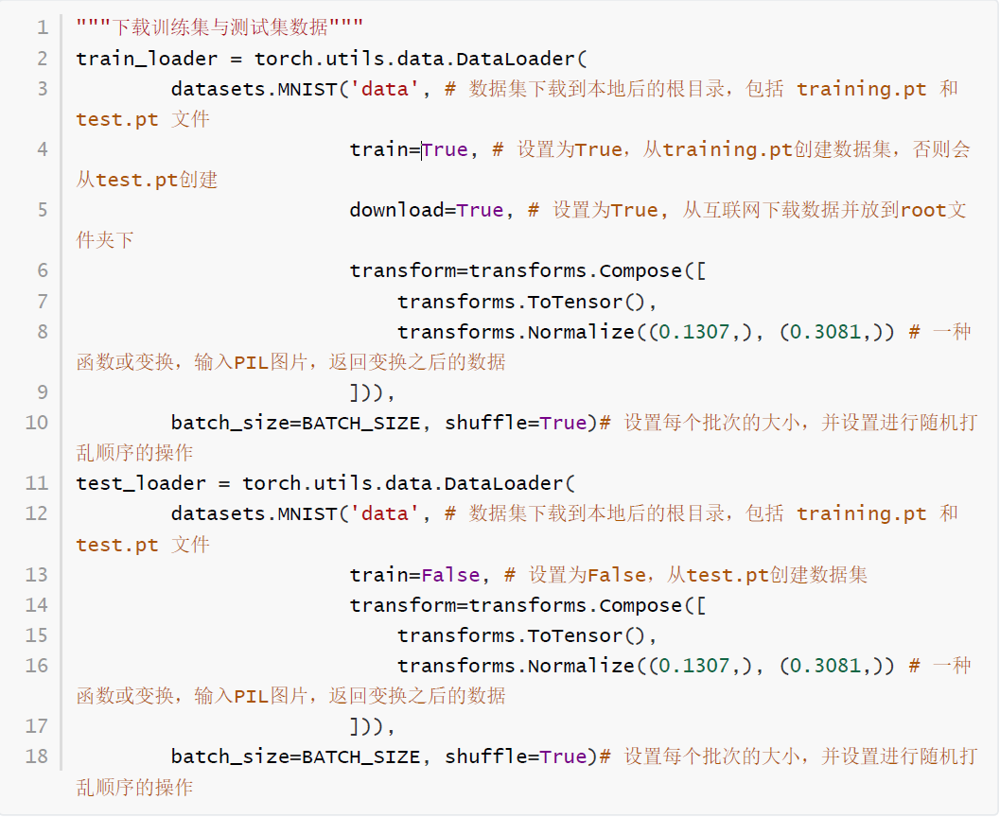 1 """下载训练集与测试集数据"""
2 train_loader = torch.utils.data.DataLoader(
3 datasets.MNIST('data', # 数据集下载到本地后的根目录，包括 training.pt 和
test.pt 文件
4 train=True, # 设置为True，从training.pt创建数据集，否则会
从test.pt创建
5 download=True, # 设置为True, 从互联网下载数据并放到root文
件夹下
6 transform=transforms.Compose([
7 transforms.ToTensor(),
8 transforms.Normalize((0.1307,), (0.3081,)) # 一种
函数或变换，输入PIL图片，返回变换之后的数据
9 ])),
10 batch_size=BATCH_SIZE, shuffle=True)# 设置每个批次的大小，并设置进行随机打
乱顺序的操作
11 test_loader = torch.utils.data.DataLoader(
12 datasets.MNIST('data', # 数据集下载到本地后的根目录，包括 training.pt 和
test.pt 文件
13 train=False, # 设置为False，从test.pt创建数据集
14 transform=transforms.Compose([
15 transforms.ToTensor(),
16 transforms.Normalize((0.1307,), (0.3081,)) # 一种
函数或变换，输入PIL图片，返回变换之后的数据
17 ])),
18 batch_size=BATCH_SIZE, shuffle=True)# 设置每个批次的大小，并设置进行随机打
乱顺序的操作